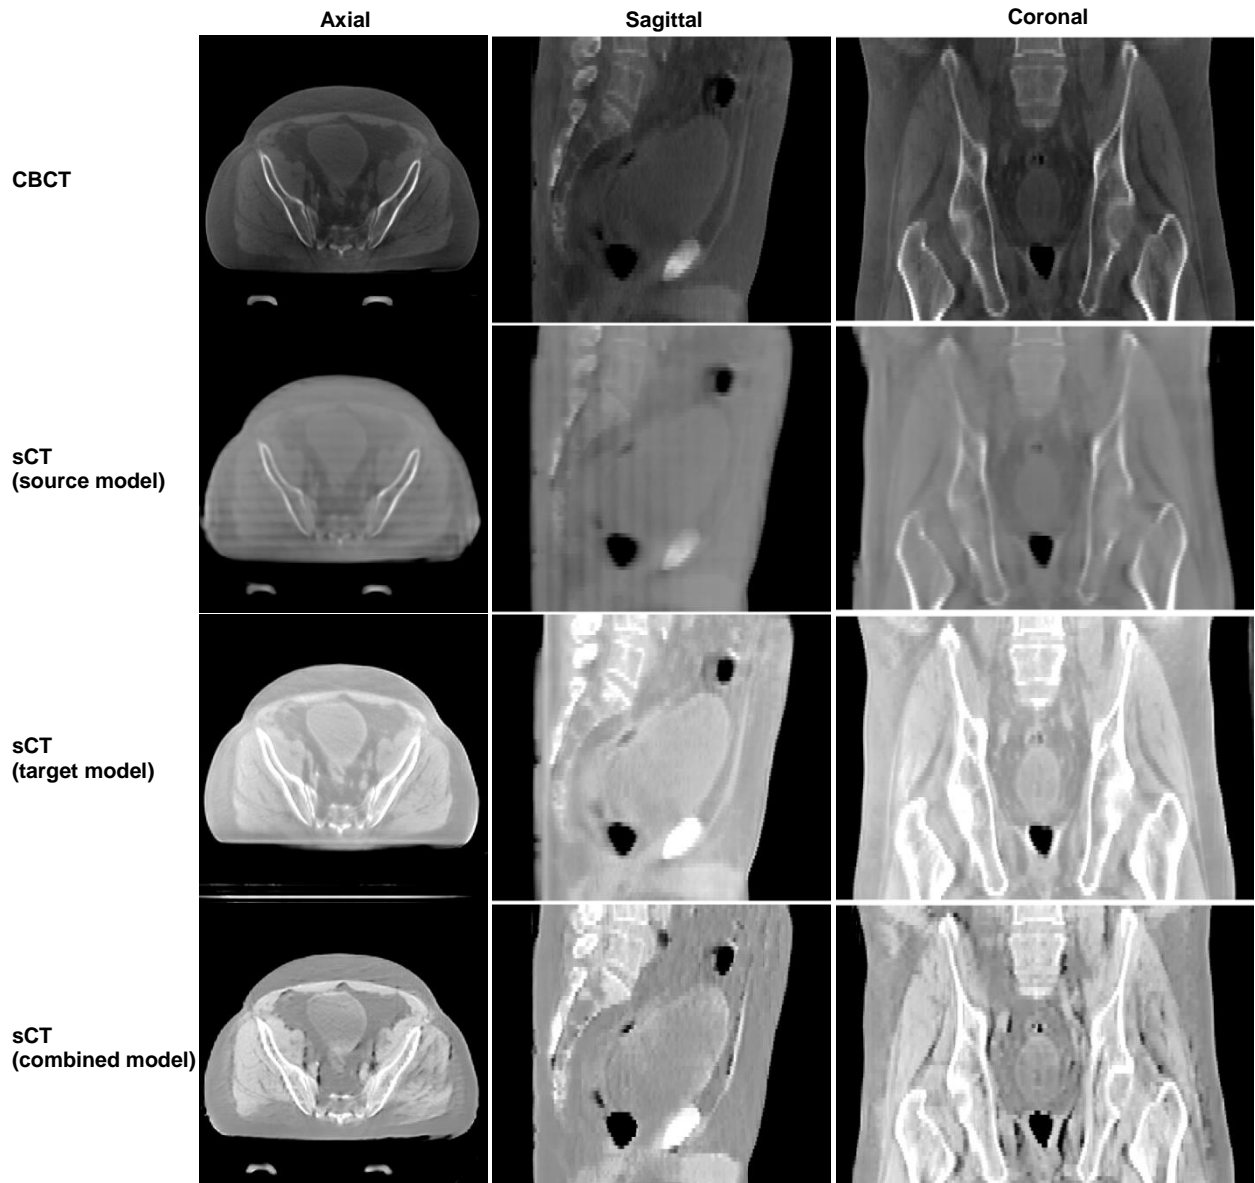 Axial
Sagittal
Coronal
CBCT
sCT
(source model)
sCT
(target model)
sCT
(combined model)